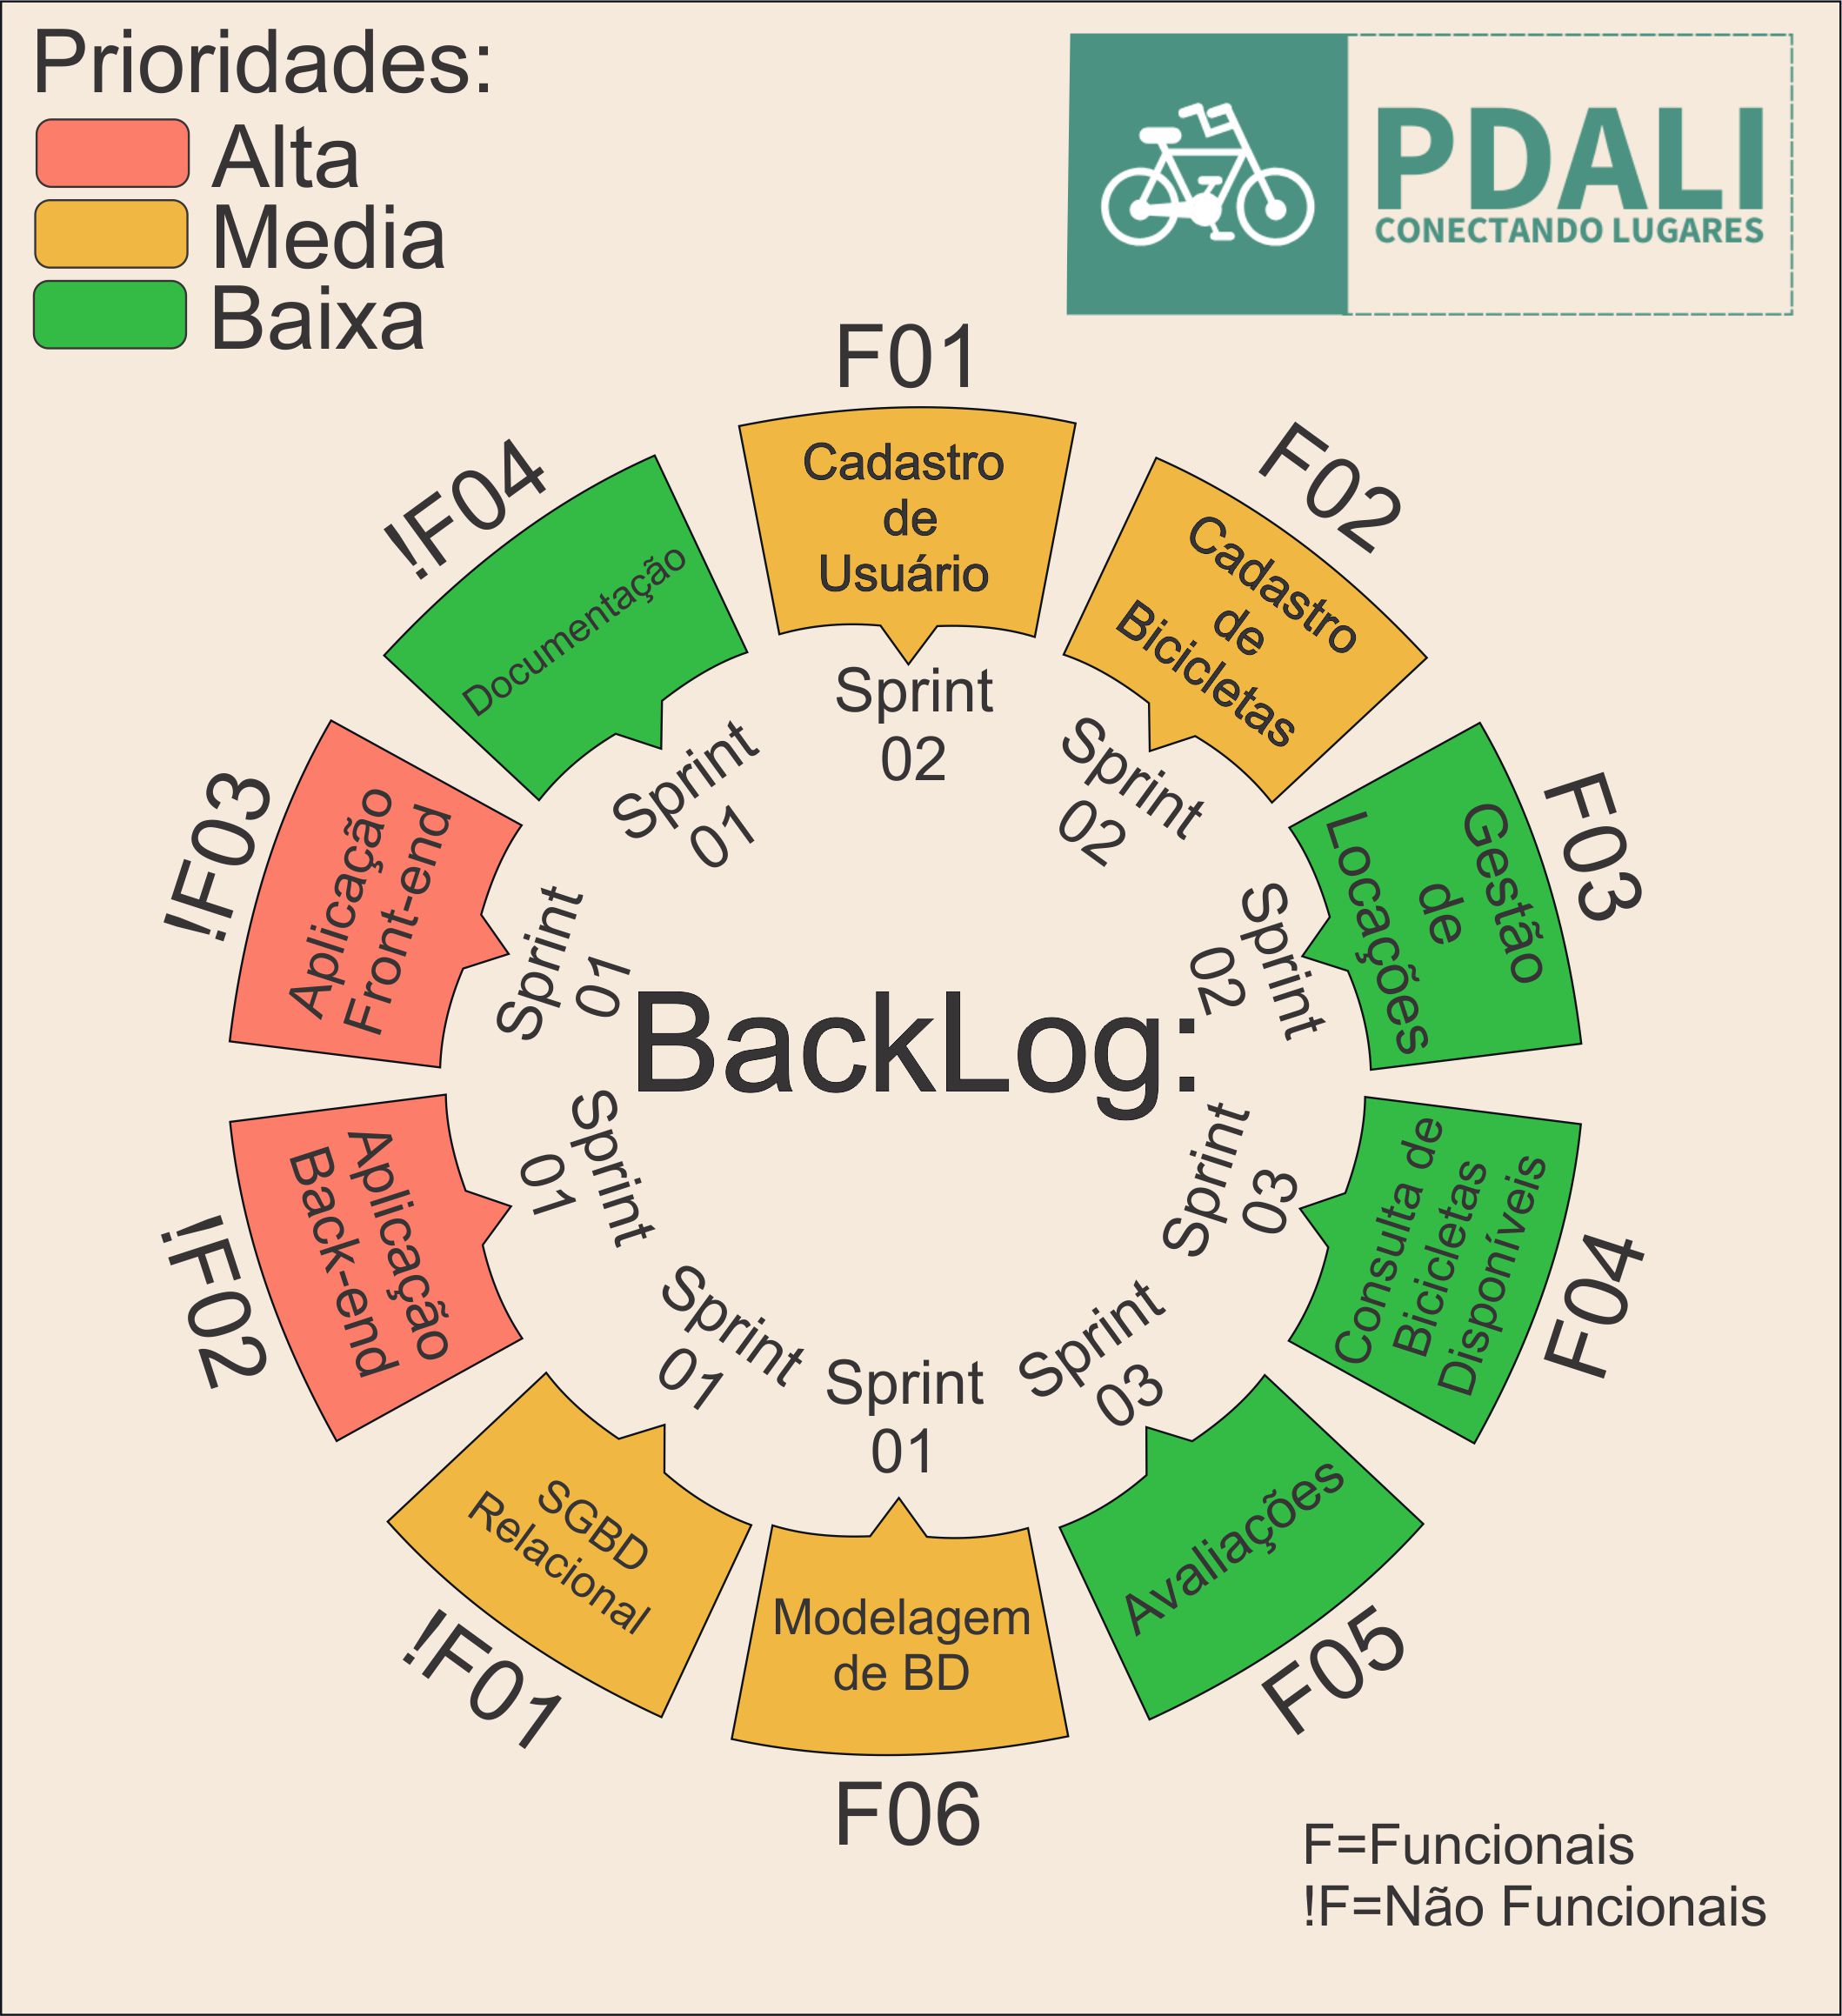 Prioridades:
Alta
Media
Baixa
PDALI
CONECTANDO LUGARES
F01
Cadastro
de
Usuário
Sprint
02
F02
Cadastro
de
Bicicletas
Sprint
02
F03
Gestão
de
Locações
Sprint
02
F04
Consulta de
Bicicletas
Disponíveis
Sprint
03
F05
Avaliações
Sprint
03
F06
Modelagem
de BD
Sprint
01
!F01
SGBD
Relacional
Sprint
01
!F02
Aplicação
Back-end
Sprint
01
!F03
Aplicação
Front-end
Sprint
01
!F04
Documentação
Sprint
01
BackLog:
F=Funcionais
!F=Não Funcionais